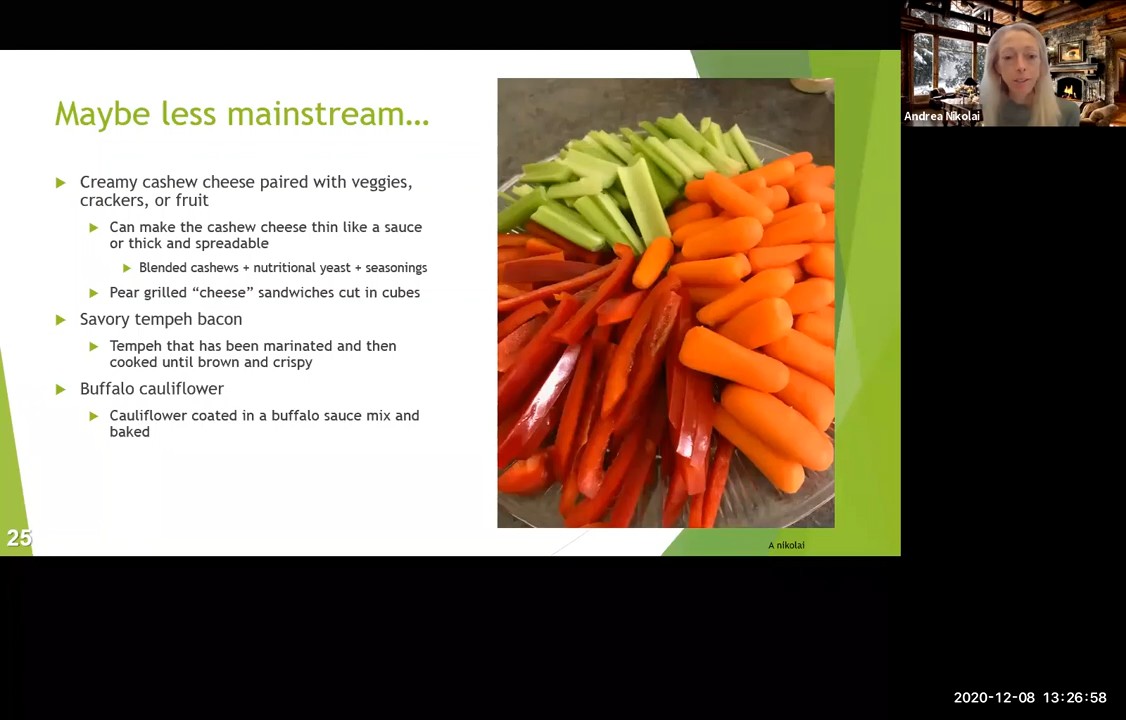 Maybe less mainstream...
Creamy cashew cheese paired with veggies,
crackers, or fruit
Can make the cashew cheese thin like a sauce
or thick and spreadable
Blended cashews + nutritional yeast + seasonings
Pear grilled “cheese” sandwiches cut in cubes
Savory tempeh bacon
Tempeh that has been marinated and then
cooked until brown and crispy
Buffalo cauliflower
Cauliflower coated in a buffalo sauce mix and
baked
25
A nikolai
Andrea Nikolai
2020-12-08 13:26:58